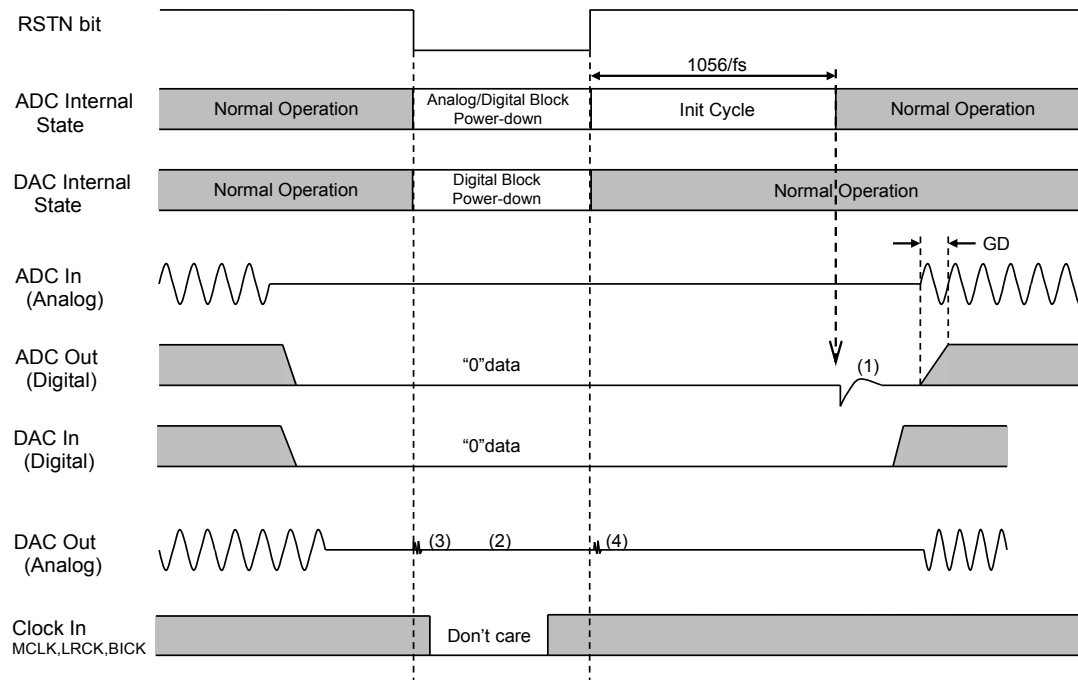 RSTN bit
1056/fs
ADC Internal
State
Normal Operation
Analog/Digital Block
Power-down
Init Cycle
Normal Operation
DAC Internal
State
Normal Operation
Digital Block
Power-down
Normal Operation
GD
ADC In
(Analog)
ADC Out
(Digital)
“0”data
(1)
DAC In
(Digital)
“0”data
DAC Out
(Analog)
(3)
(2)
(4)
Clock In
MCLK,LRCK,BICK
Don’t care